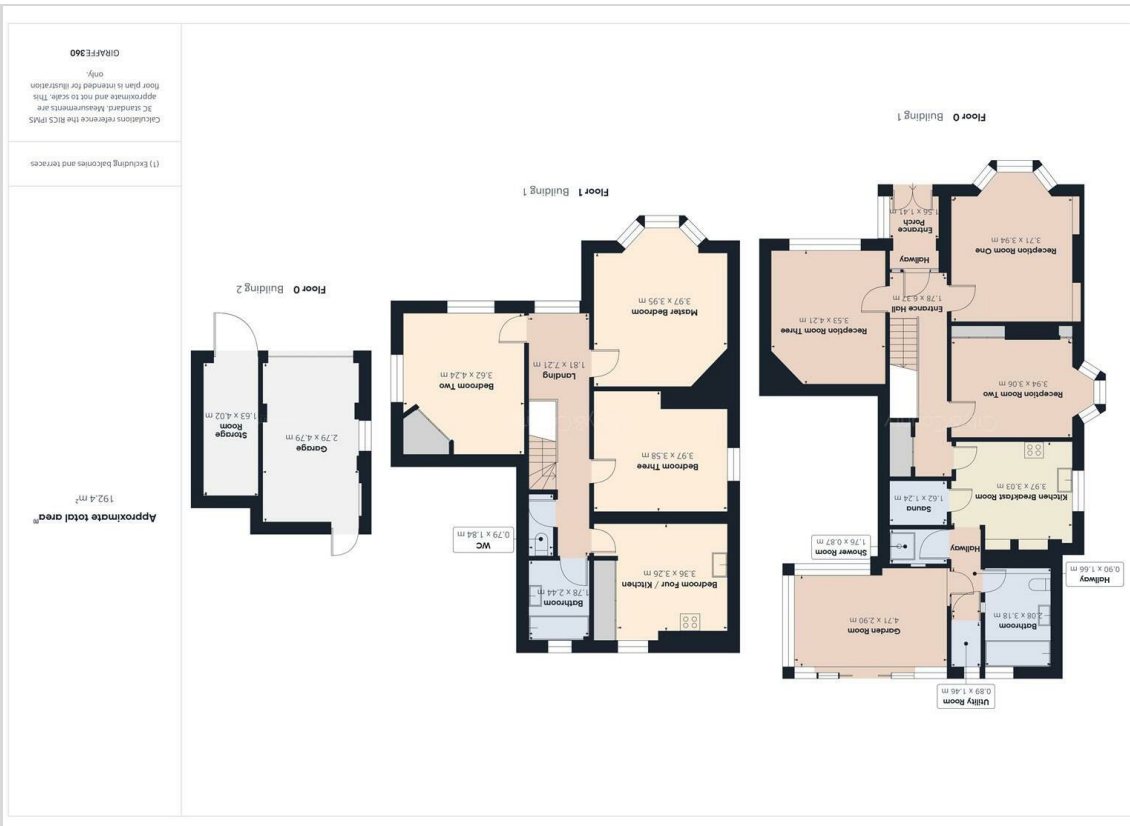 Utility Room
0.89 x 1.46 m
Bathroom
2.08 x 3.18 m
Garden Room
4.71 x 2.90 m
Hallway
0.90 x 1.66 m
Hallway
Shower Room
1.76 x 0.87 m
Kitchen Breakfast Room
3.97 x 3.03 m
Sauna
1.62 x 1.24 m
Reception Room Two
3.94 x 3.06 m
Reception Room Three
3.53 x 4.21 m
Entrance Hall
1.78 x 6.37 m
Reception Room One
3.71 x 3.94 m
Hallway
Entrance
Porch
1.56 x 1.41 m
Floor 0 Building 1
Bedroom Four / Kitchen
3.36 x 3.26 m
Bathroom
1.78 x 2.44 m
WC
0.79 x 1.84 m
Bedroom Three
3.97 x 3.58 m
Landing
1.81 x 7.21 m
Bedroom Two
3.62 x 4.24 m
Master Bedroom
3.97 x 3.95 m
Floor 1 Building 1
Garage
2.79 x 4.79 m
Storage
Room
1.63 x 4.02 m
Floor 0 Building 2
Approximate total area(1)
192.4 m²
(1) Excluding balconies and terraces
Calculations reference the RICS IPMS
3C standard. Measurements are
approximate and not to scale. This
floor plan is intended for illustration
only.
GIRAFFE360